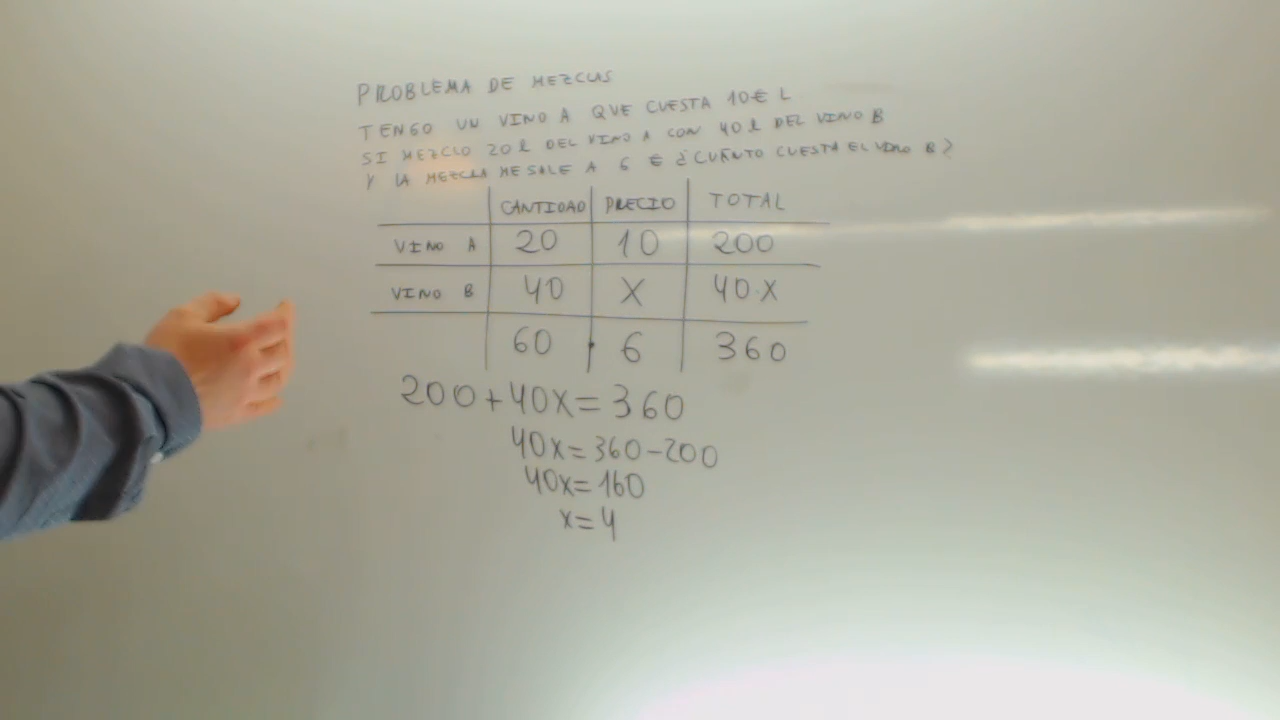 PROBLEMA DE MEZCLAS
TENGO UN VINO A QUE CUESTA 10€ L
SI MEZCLO 20 l DEL VINO A CON 40 l DEL VINO B
Y LA MEZCLA ME SALE A 6 € ¿CUÁNTO CUESTA EL VINO B?
CANTIDAD PRECIO TOTAL
VINO A 20 10 200
VINO B 40 X 40·X
60 · 6 360
200+40X=360
40X=360-200
40X=160
X=4